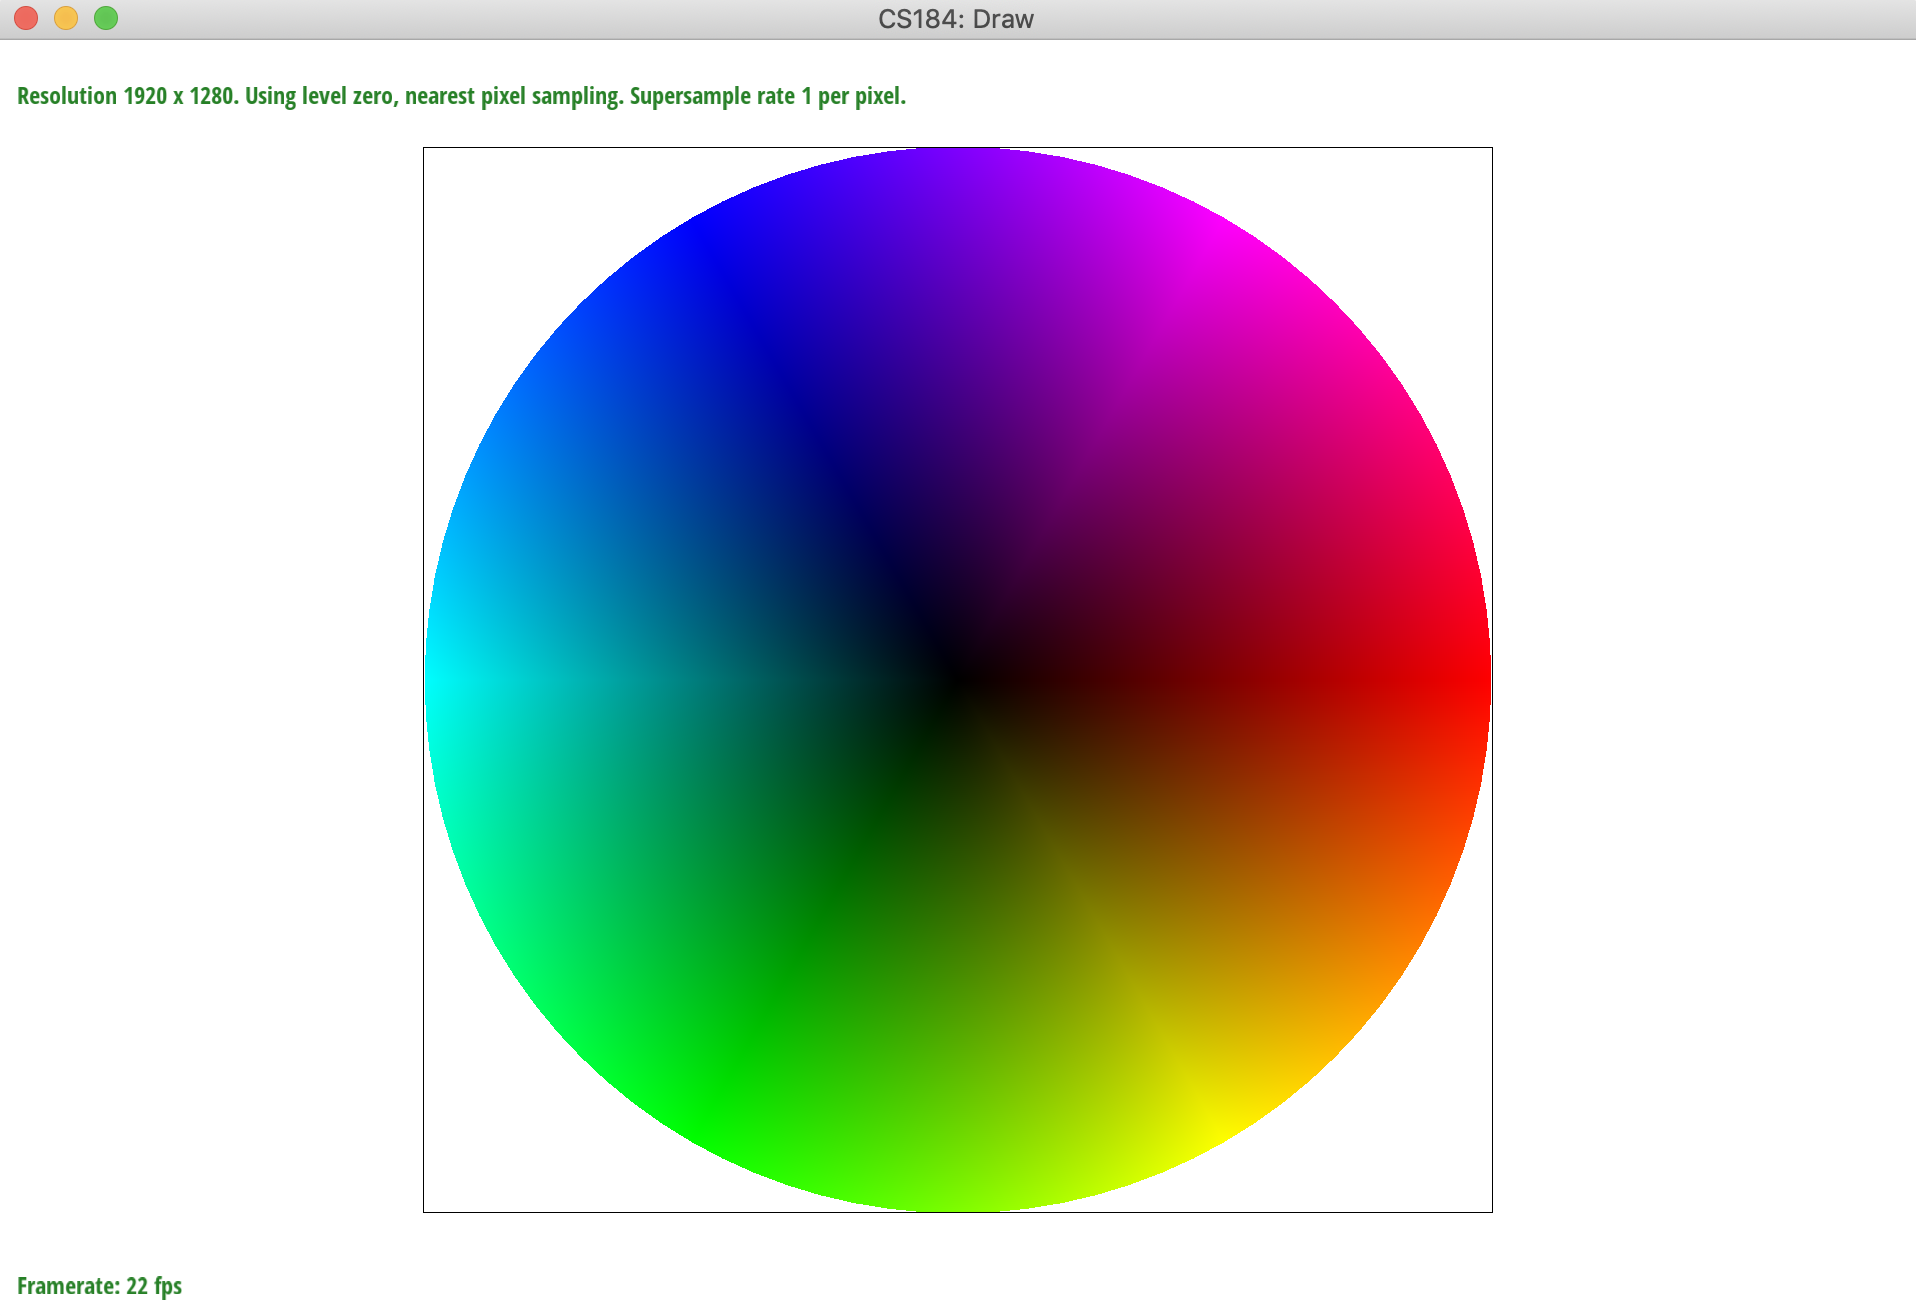 CS184: Draw
Resolution 1920 x 1280. Using level zero, nearest pixel sampling. Supersample rate 1 per pixel.
Framerate: 22 fps